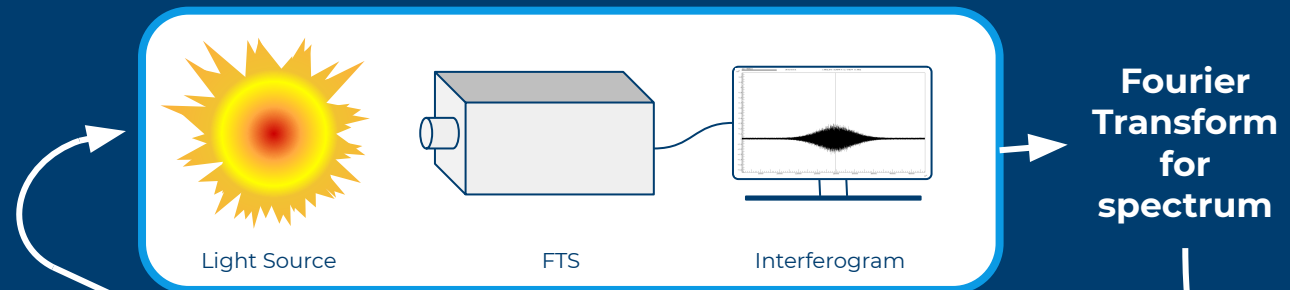 Fourier
Transform
for
spectrum
Light Source
FTS
Interferogram